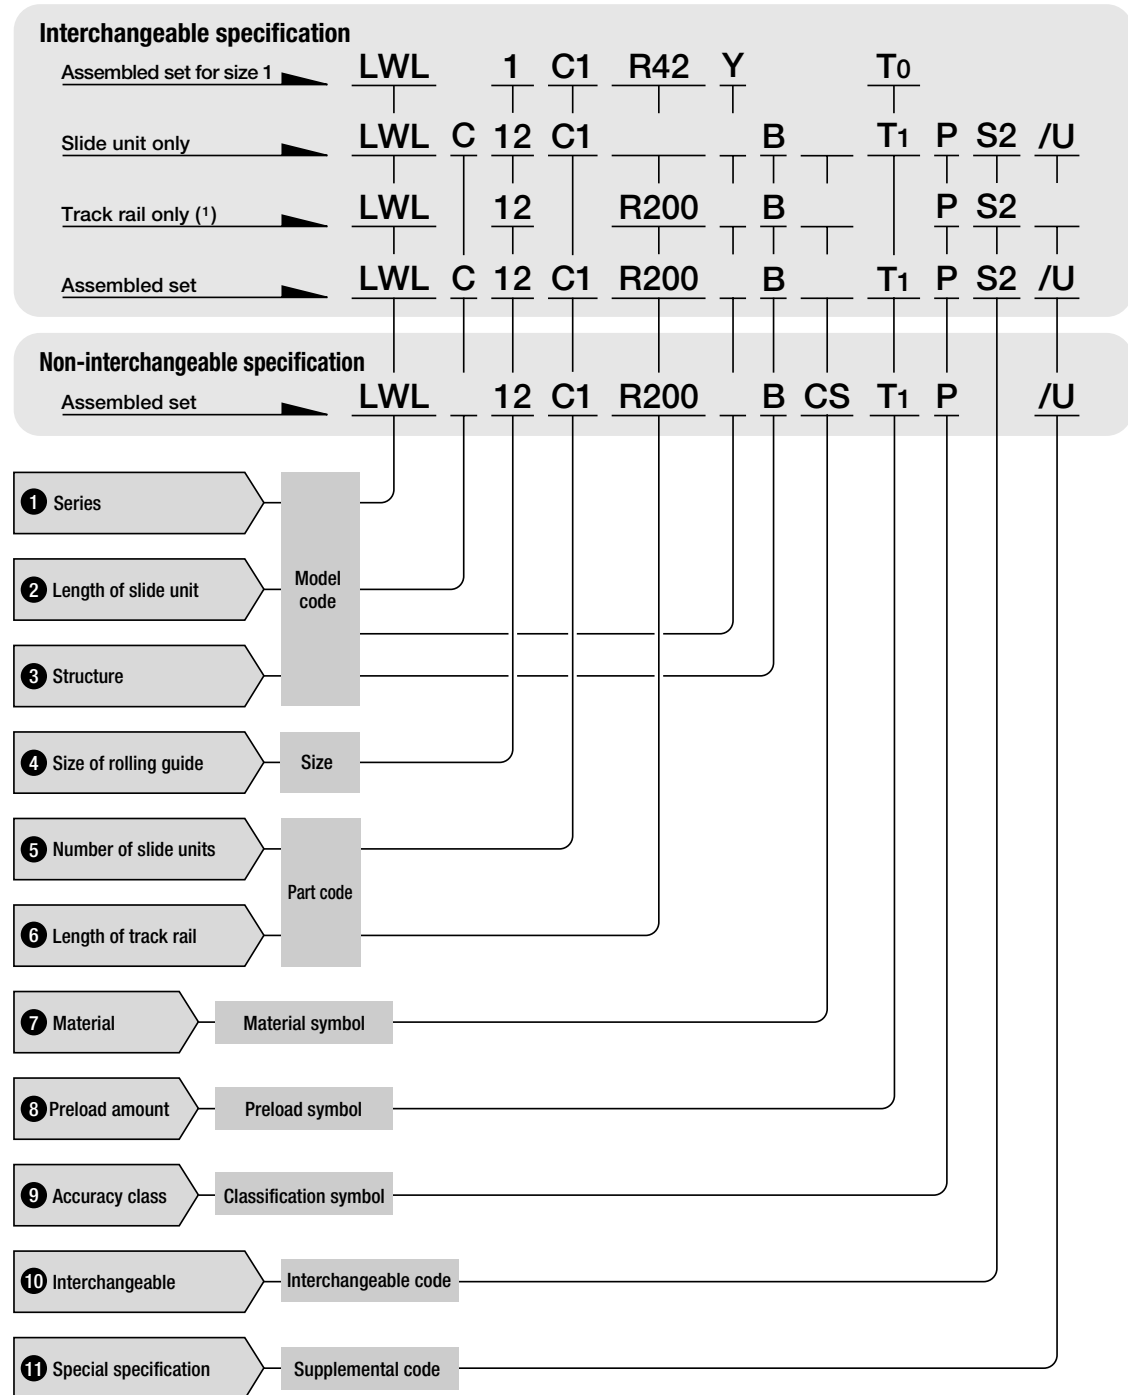 Interchangeable specification
Assembled set for size 1 LWL 1 C1 R42 Y T0
Slide unit only LWL C 12 C1 B T1 P S2 /U
Track rail only (1) LWL 12 R200 B P S2
Assembled set LWL C 12 C1 R200 B T1 P S2 /U
Non-interchangeable specification
Assembled set LWL 12 C1 R200 B CS T1 P /U
1 Series
2 Length of slide unit
Model
code
3 Structure
4 Size of rolling guide Size
5 Number of slide units
Part code
6 Length of track rail
7 Material Material symbol
8 Preload amount Preload symbol
9 Accuracy class Classification symbol
10 Interchangeable Interchangeable code
11 Special specification Supplemental code